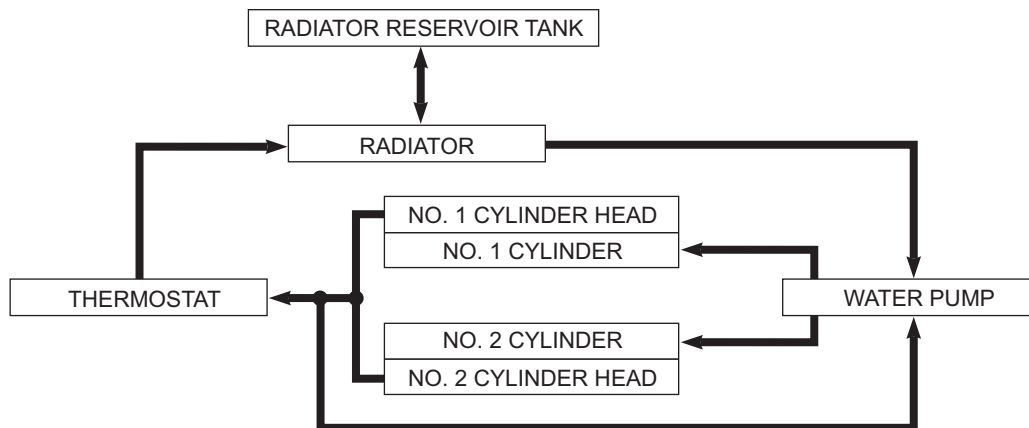 RADIATOR RESERVOIR TANK
RADIATOR
NO. 1 CYLINDER HEAD
NO. 1 CYLINDER
THERMOSTAT
WATER PUMP
NO. 2 CYLINDER
NO. 2 CYLINDER HEAD